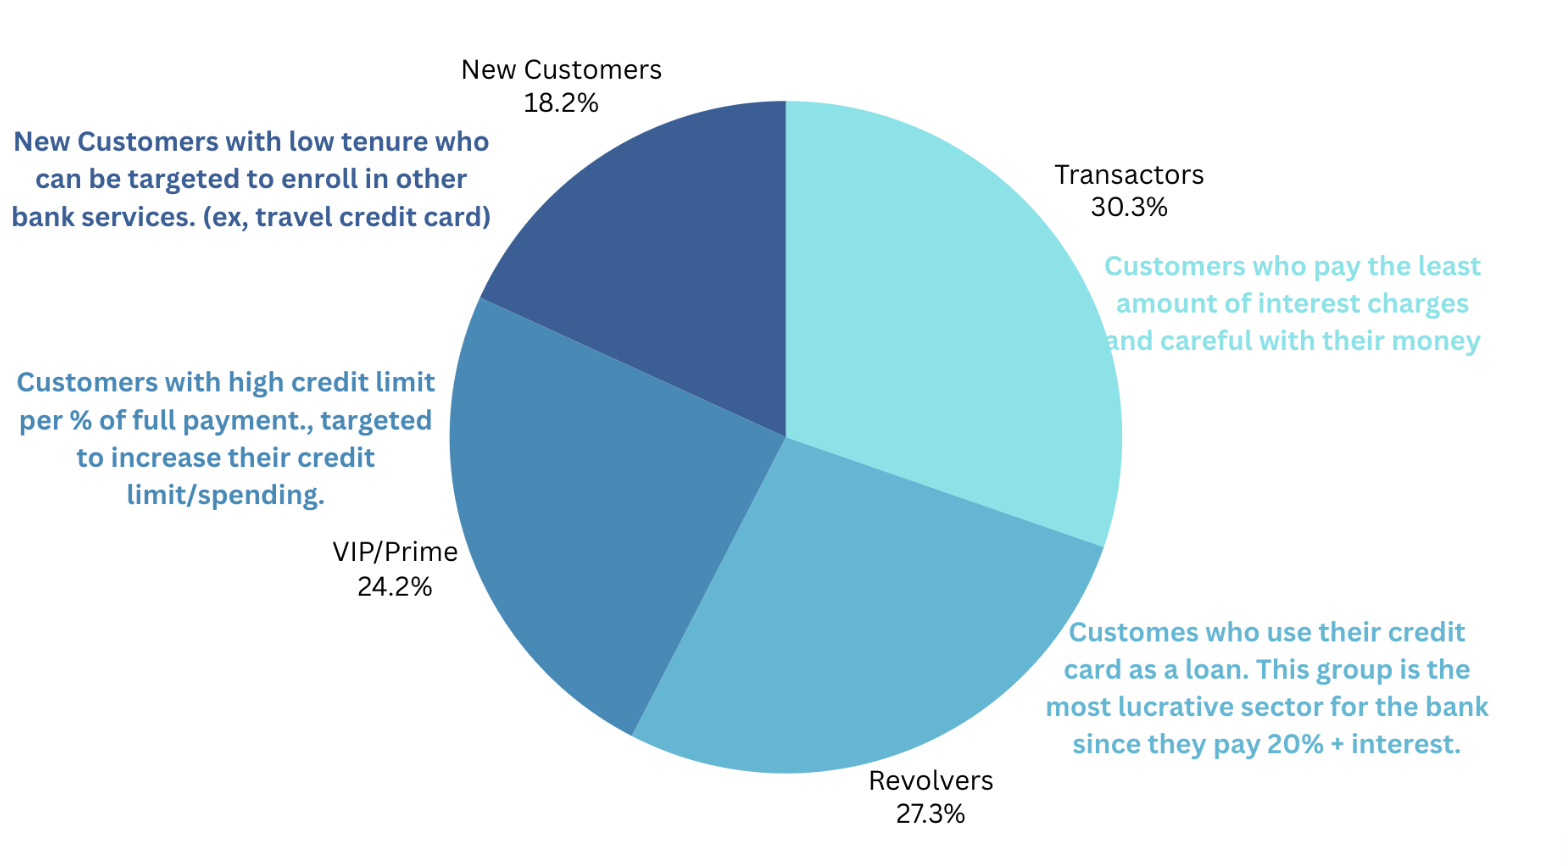 New Customers
18.2%
New Customers with low tenure who
can be targeted to enroll in other
bank services. (ex, travel credit card)
Transactors
30.3%
Customers who pay the least
amount of interest charges
and careful with their money
Customers with high credit limit
per % of full payment., targeted
to increase their credit
limit/spending.
VIP/Prime
24.2%
Customes who use their credit
card as a loan. This group is the
most lucrative sector for the bank
since they pay 20% + interest.
Revolvers
27.3%